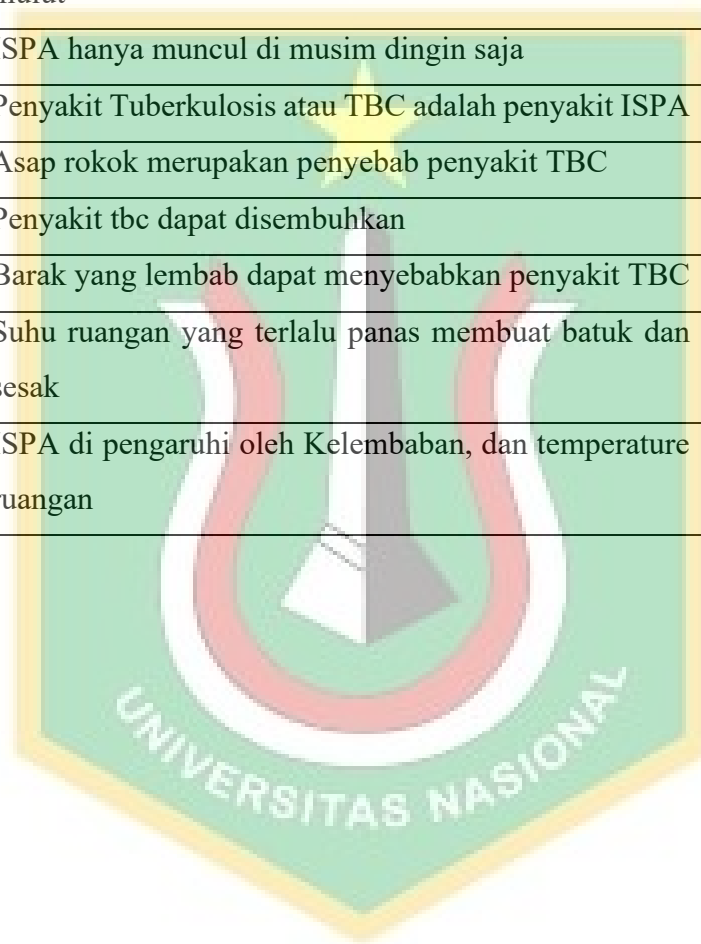 SPA hanya muncul di musim dingin saja
Penyakit Tuberkulosis atau TBC adalah penyakit ISPA
Asap rokok merupakan penyebab penyakit TBC
Penyakit tbc dapat disembuhkan
Barak yang lembab dapat menyebabkan penyakit TBC
Suhu ruangan yang terlalu panas membuat batuk dan
sesak
SPA di pengaruhi oleh Kelembaban, dan temperature
ruangan
UNIVERSITAS NASIONAL